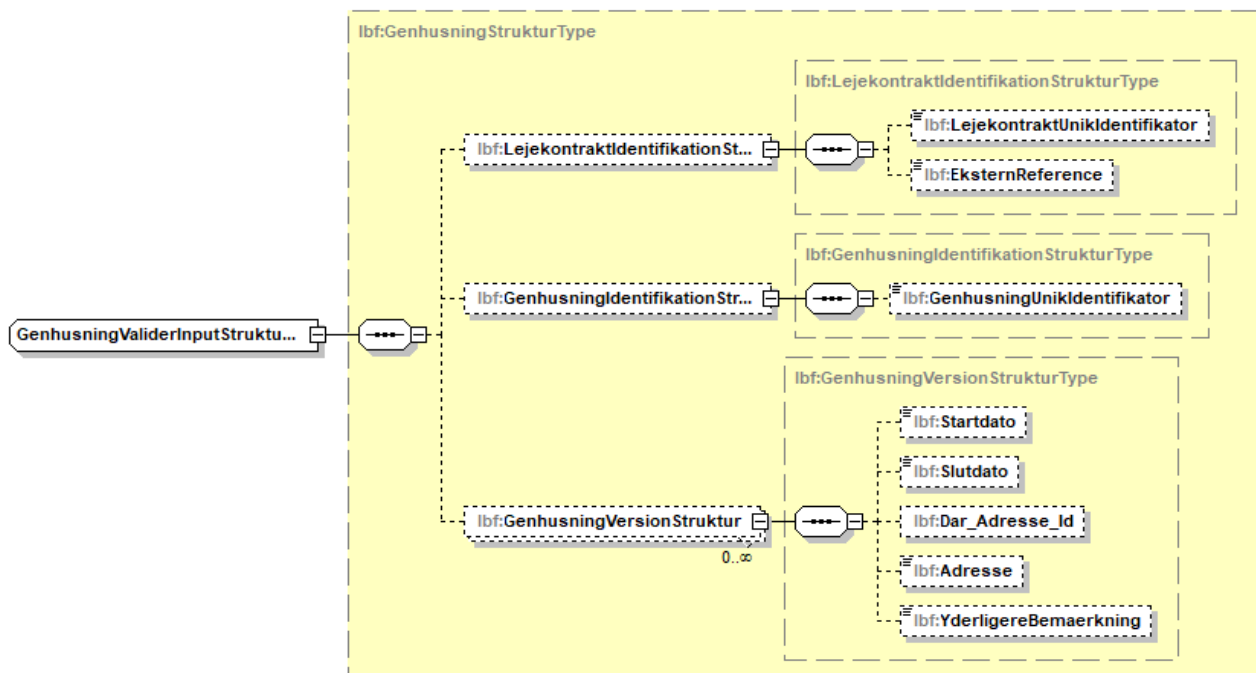 lbf:GenhusningStrukturType
lbf:LejekontraktIdentifikationStrukturType
lbf:LejekontraktUnikIdentifikator
lbf:LejekontraktIdentifikationSt...
lbf:EksternReference
lbf:GenhusningIdentifikationStrukturType
lbf:GenhusningIdentifikationStr...
lbf:GenhusningUnikIdentifikator
GenhusningValiderInputStruktu...
lbf:GenhusningVersionStrukturType
lbf:Startdato
lbf:Slutdato
lbf:GenhusningVersionStruktur
0..∞
lbf:Dar_Adresse_Id
lbf:Adresse
lbf:YderligereBemaerkning